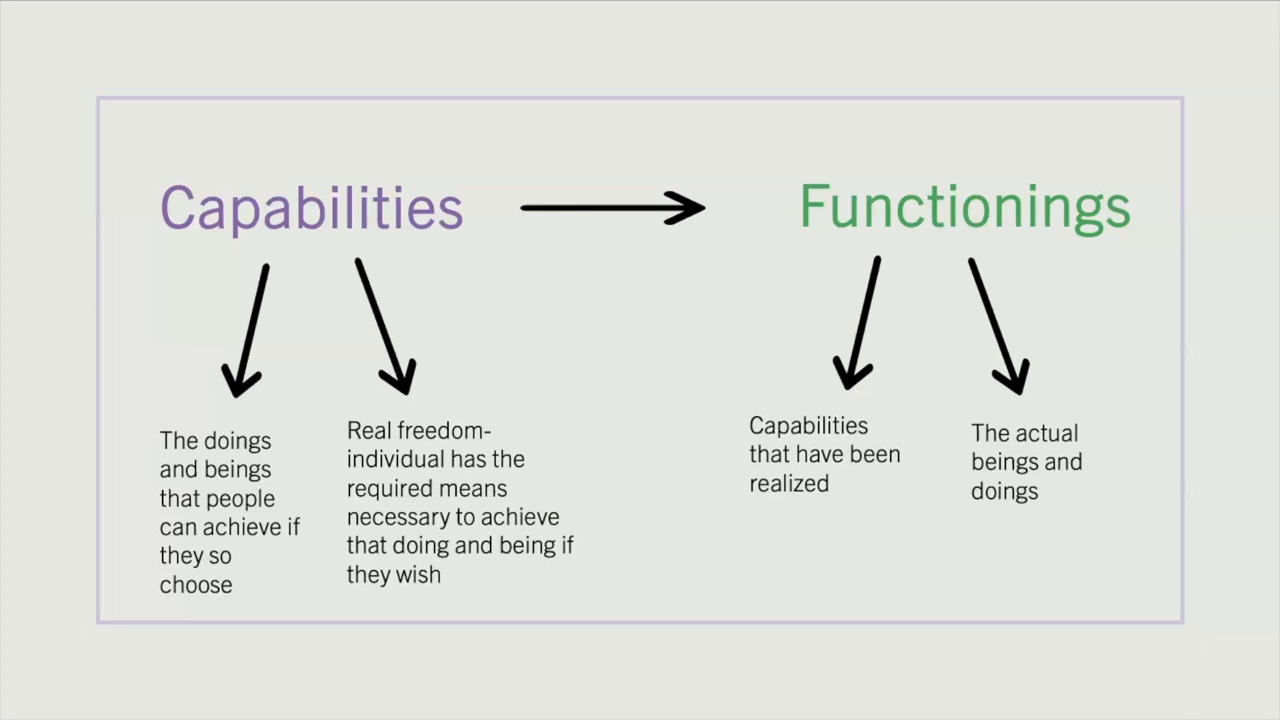 Capabilities
Functionings
The doings
and beings
that people
can achieve if
they so
choose
Real freedom-
individual has the
required means
necessary to achieve
that doing and being if
they wish
Capabilities
that have been
realized
The actual
beings and
doings